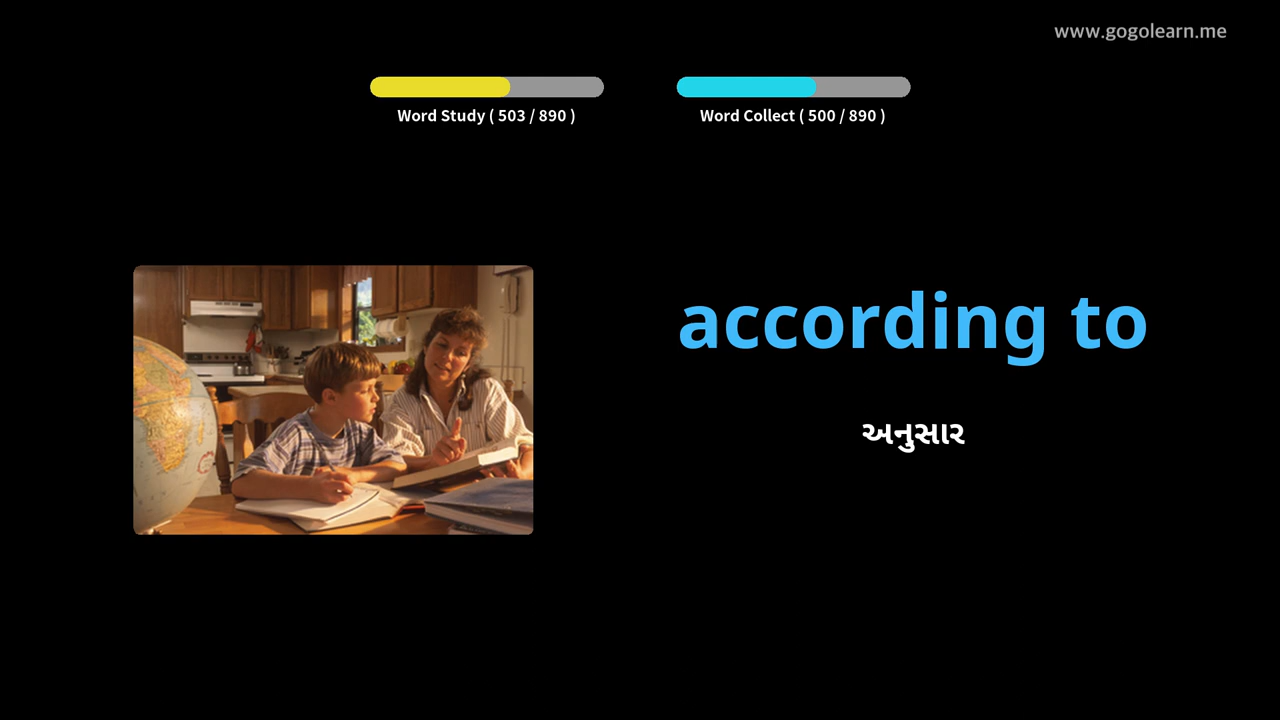 www.gogolearn.me
Word Study ( 503 / 890 )
Word Collect ( 500 / 890 )
according to
અનુસાર